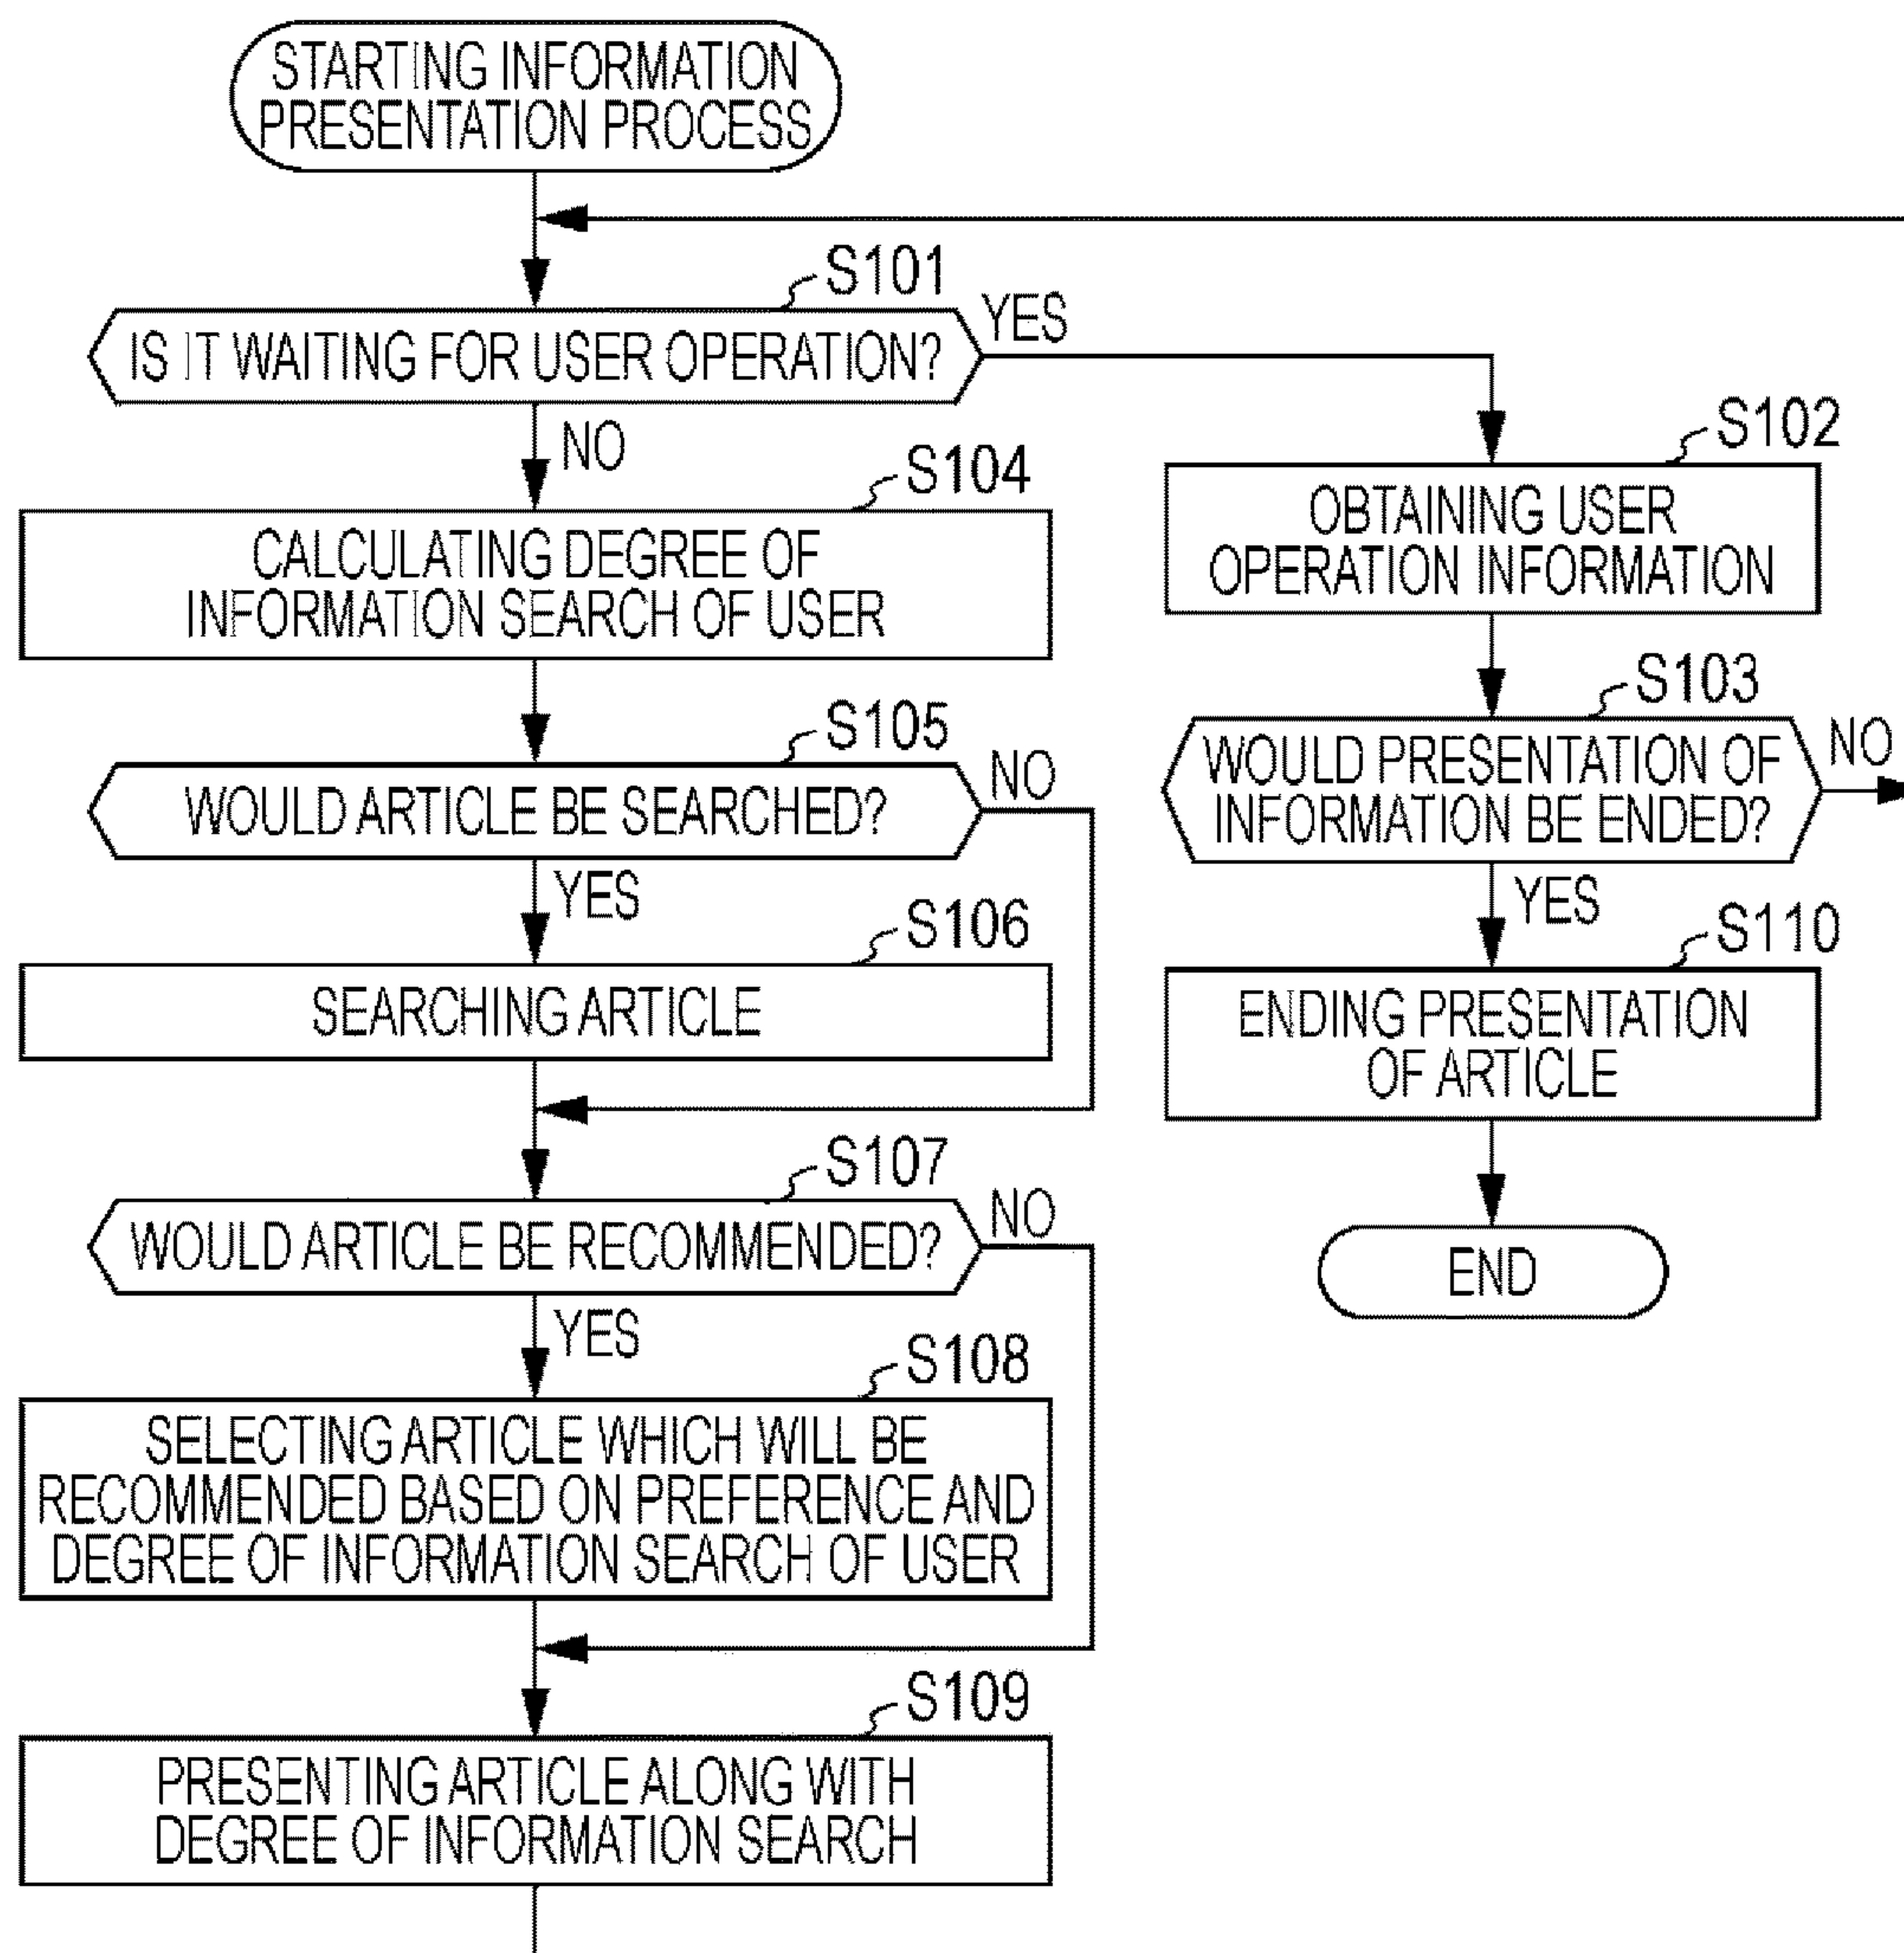 STARTING INFORMATION
PRESENTATION PROCESS
S101
IS IT WAITING FOR USER OPERATION?
YES
NO
S102
OBTAINING USER
OPERATION INFORMATION
S104
CALCULATING DEGREE OF
INFORMATION SEARCH OF USER
S103
WOULD PRESENTATION OF
INFORMATION BE ENDED?
NO
YES
S105
WOULD ARTICLE BE SEARCHED?
NO
YES
S110
ENDING PRESENTATION
OF ARTICLE
S106
SEARCHING ARTICLE
S107
WOULD ARTICLE BE RECOMMENDED?
NO
YES
END
S108
SELECTING ARTICLE WHICH WILL BE
RECOMMENDED BASED ON PREFERENCE AND
DEGREE OF INFORMATION SEARCH OF USER
S109
PRESENTING ARTICLE ALONG WITH
DEGREE OF INFORMATION SEARCH